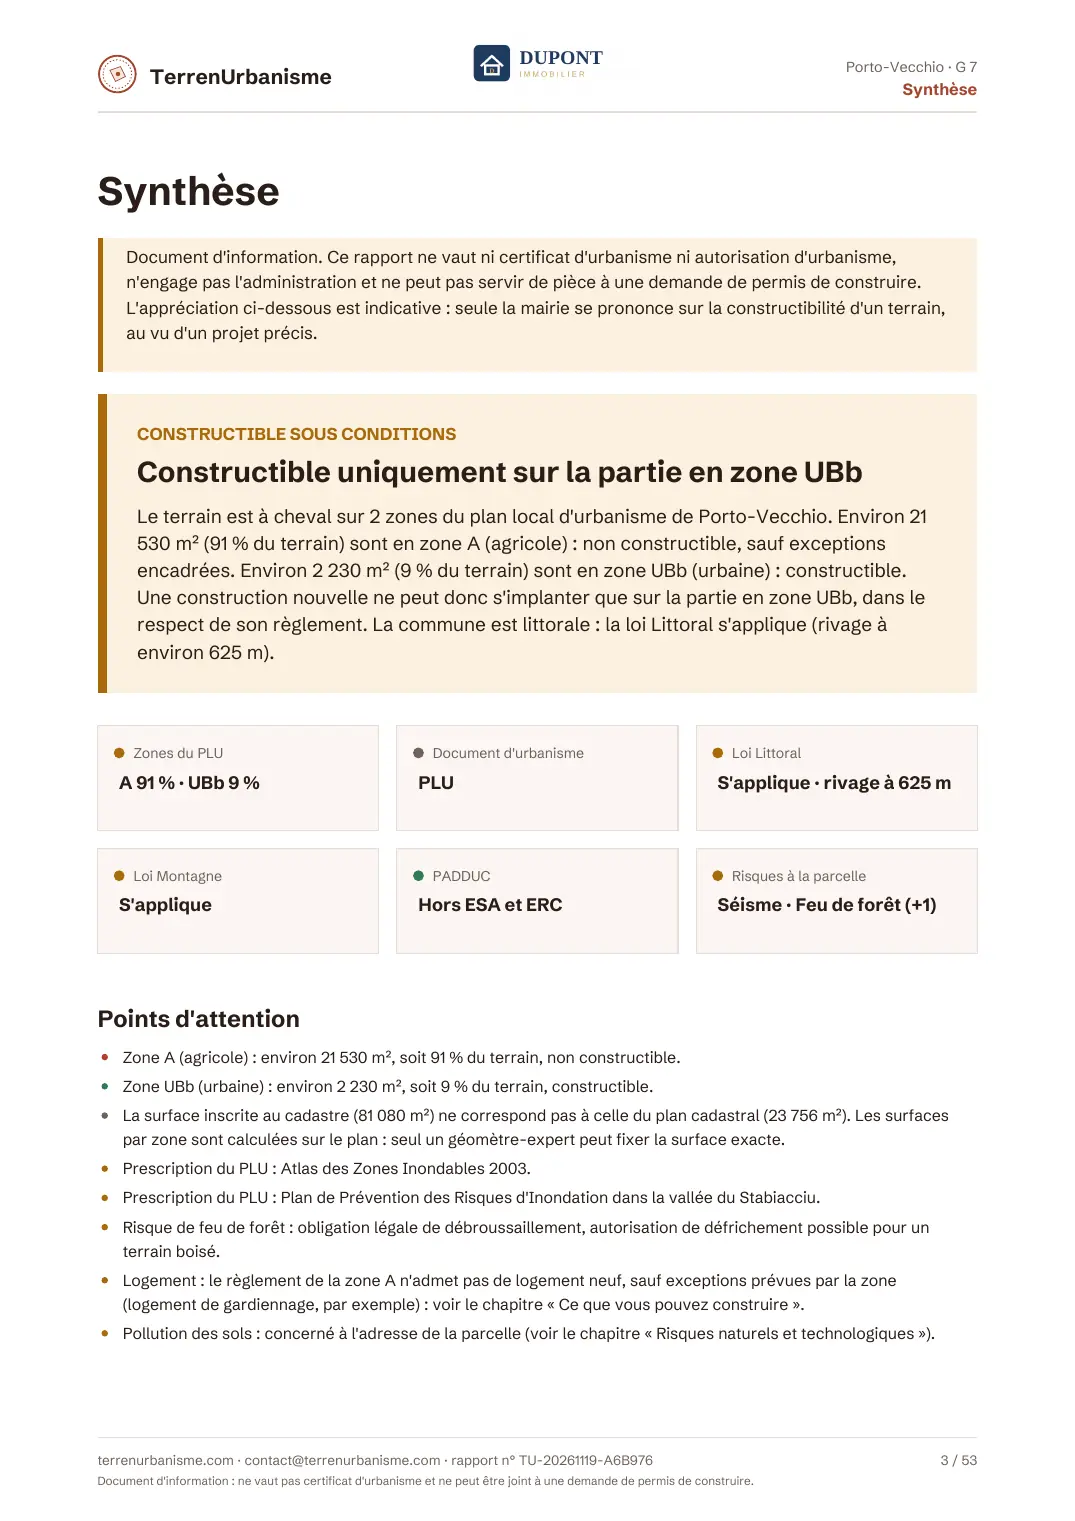 TerrenUrbanisme
DUPONT
IMMOBILIER
Porto-Vecchio · G 7
Synthèse
Synthèse
Document d'information. Ce rapport ne vaut ni certificat d'urbanisme ni autorisation d'urbanisme,
n'engage pas l'administration et ne peut pas servir de pièce à une demande de permis de construire.
L'appréciation ci-dessous est indicative : seule la mairie se prononce sur la constructibilité d'un terrain,
au vu d'un projet précis.
CONSTRUCTIBLE SOUS CONDITIONS
Constructible uniquement sur la partie en zone UBb
Le terrain est à cheval sur 2 zones du plan local d'urbanisme de Porto-Vecchio. Environ 21
530 m² (91 % du terrain) sont en zone A (agricole) : non constructible, sauf exceptions
encadrées. Environ 2 230 m² (9 % du terrain) sont en zone UBb (urbaine) : constructible.
Une construction nouvelle ne peut donc s'implanter que sur la partie en zone UBb, dans le
respect de son règlement. La commune est littorale : la loi Littoral s'applique (rivage à
environ 625 m).
Zones du PLU
A 91 % · UBb 9 %
Document d'urbanisme
PLU
Loi Littoral
S'applique · rivage à 625 m
Loi Montagne
S'applique
PADDUC
Hors ESA et ERC
Risques à la parcelle
Séisme · Feu de forêt (+1)
Points d'attention
• Zone A (agricole) : environ 21 530 m², soit 91 % du terrain, non constructible.
• Zone UBb (urbaine) : environ 2 230 m², soit 9 % du terrain, constructible.
• La surface inscrite au cadastre (81 080 m²) ne correspond pas à celle du plan cadastral (23 756 m²). Les surfaces
par zone sont calculées sur le plan : seul un géomètre-expert peut fixer la surface exacte.
• Prescription du PLU : Atlas des Zones Inondables 2003.
• Prescription du PLU : Plan de Prévention des Risques d'Inondation dans la vallée du Stabiacciu.
• Risque de feu de forêt : obligation légale de débroussaillement, autorisation de défrichement possible pour un
terrain boisé.
• Logement : le règlement de la zone A n'admet pas de logement neuf, sauf exceptions prévues par la zone
(logement de gardiennage, par exemple) : voir le chapitre « Ce que vous pouvez construire ».
• Pollution des sols : concerné à l'adresse de la parcelle (voir le chapitre « Risques naturels et technologiques »).
terrenurbanisme.com · contact@terrenurbanisme.com · rapport n° TU-20261119-A6B976
3 / 53
Document d'information : ne vaut pas certificat d'urbanisme et ne peut être joint à une demande de permis de construire.